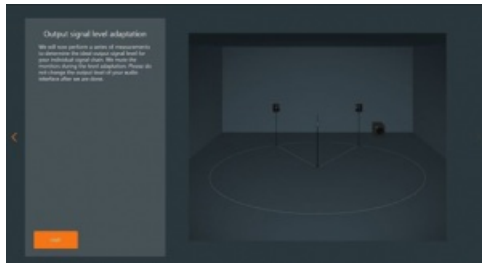 Output signal level adaptation
We will now perform a series of measurements
to determine the ideal output signal level for
your individual signal chain. We mute the
monitors during the level adaptation. Please do
not change the output level of your audio
interface after we are done.